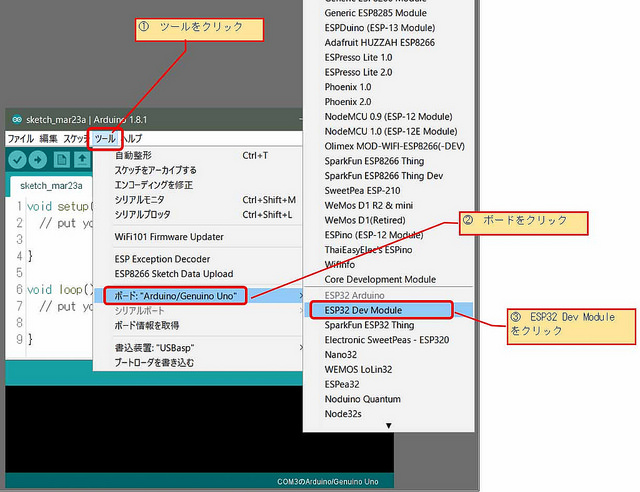 Generic ESP8285 Module
ESPDuino (ESP-13 Module)
Adafruit HUZZAH ESP8266
ESPresso Lite 1.0
ESPresso Lite 2.0
Phoenix 1.0
Phoenix 2.0
NodeMCU 0.9 (ESP-12 Module)
NodeMCU 1.0 (ESP-12E Module)
Olimex MOD-WIFI-ESP8266(-DEV)
SparkFun ESP8266 Thing
SparkFun ESP8266 Thing Dev
SweetPea ESP-210
WeMos D1 R2 & mini
WeMos D1(Retired)
ESPino (ESP-12 Module)
ThaiEasyElec's ESPino
WifInfo
Core Development Module
ESP32 Arduino
ESP32 Dev Module
SparkFun ESP32 Thing
Electronic SweetPeas - ESP320
Nano32
WEMOS LoLin32
ESPea32
Noduino Quantum
Node32s
① ツールをクリック
② ボードをクリック
③ ESP32 Dev Module
をクリック
sketch_mar23a | Arduino 1.8.1
ファイル 編集 スケッチ ツール ヘルプ
sketch_mar23a
自動整形 Ctrl+T
スケッチをアーカイブする
エンコーディングを修正
シリアルモニタ Ctrl+Shift+M
シリアルプロッタ Ctrl+Shift+L
WiFi101 Firmware Updater
ESP Exception Decoder
ESP8266 Sketch Data Upload
ボード: "Arduino/Genuino Uno"
シリアルポート
ボード情報を取得
書込装置: "USBasp"
ブートローダを書き込む
1 void setup(
2 // put yo
3
4 }
5
6 void loop()
7 // put yo
8
9 }
COM3のArduino/Genuino Uno